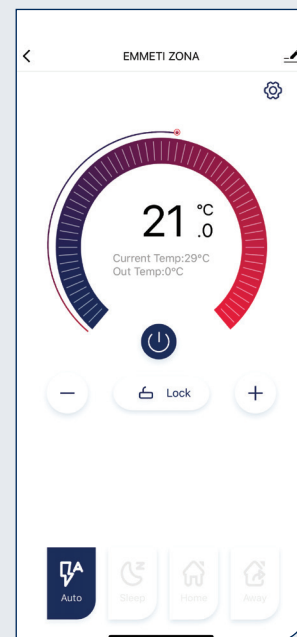 EMMETI ZONA
21.0 °C
Current Temp:29°C
Out Temp:0°C
Lock
Auto
Sleep
Home
Away